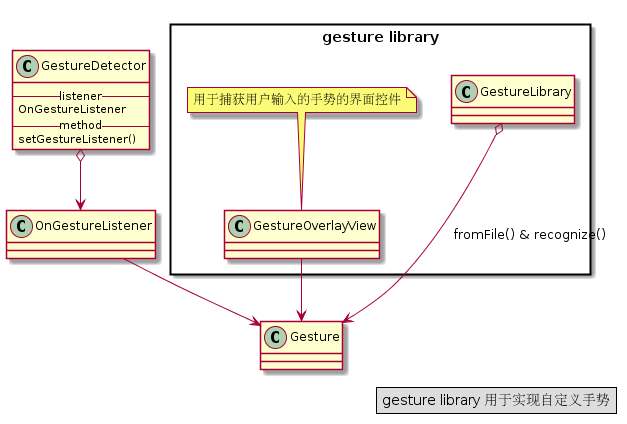 gesture library
C GestureDetector
listener
OnGestureListener
method
setGestureListener()
用于捕获用户输入的手势的界面控件
C GestureLibrary
C OnGestureListener
C GestureOverlayView
fromFile() & recognize()
C Gesture
gesture library 用于实现自定义手势